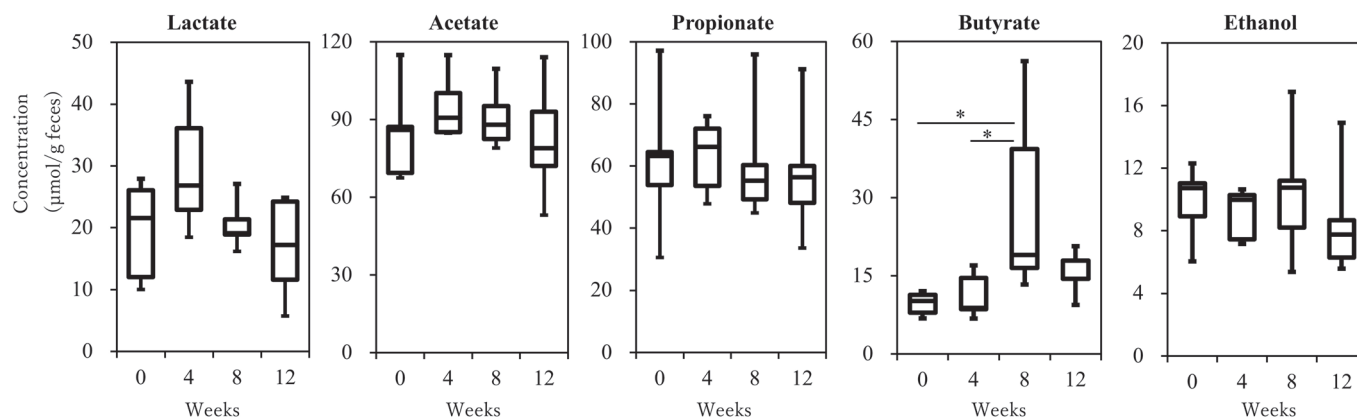 Lactate
Acetate
Propionate
Butyrate
Ethanol
Concentration
(μmol/g feces)
50
40
30
20
10
0
0 4 8 12
Weeks
120
90
60
30
0
0 4 8 12
Weeks
100
80
60
40
20
0
0 4 8 12
Weeks
60
45
30
15
0
*
*
0 4 8 12
Weeks
20
16
12
8
4
0
0 4 8 12
Weeks